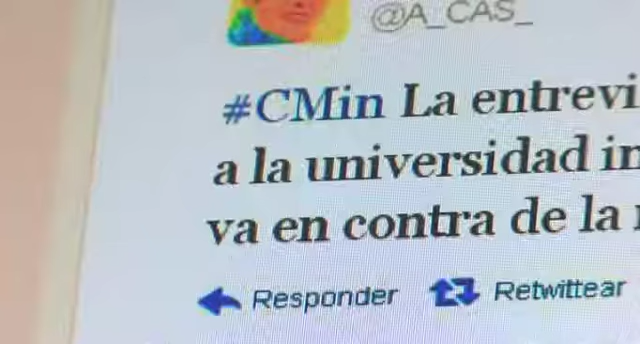 @A_CAS_
#CMin La entrevi
a la universidad in
va en contra de la
Responder Retwittear